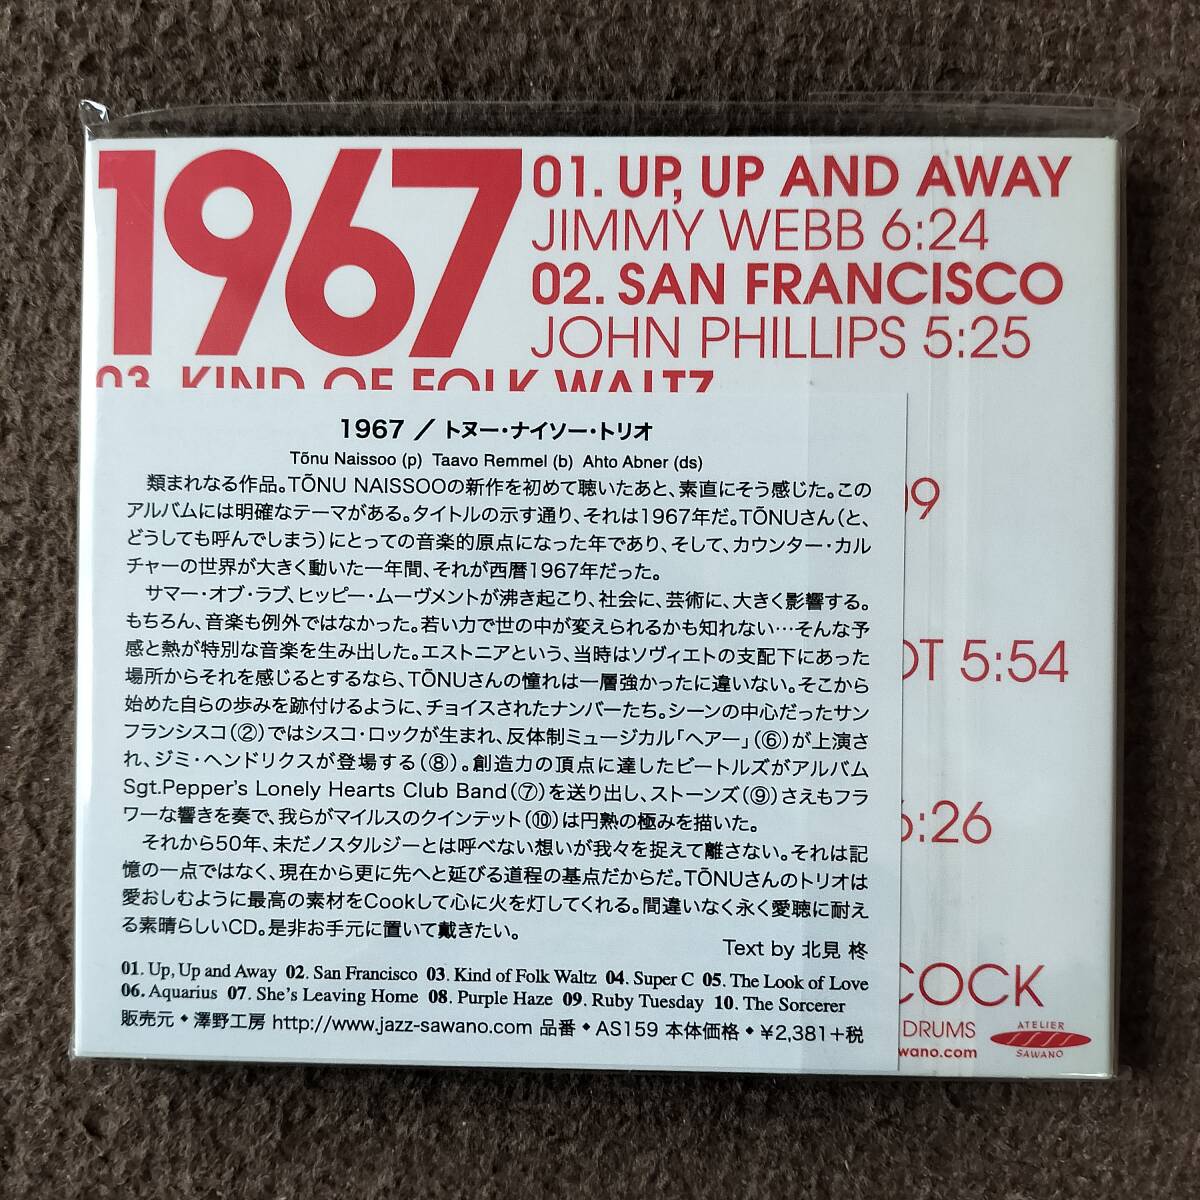 1967
01. UP, UP AND AWAY
JIMMY WEBB 6:24
02. SAN FRANCISCO
JOHN PHILLIPS 5:25
03. KIND OF FOLK WALTZ
1967 / トヌー・ナイソー・トリオ
Tõnu Naissoo (p) Taavo Remmel (b) Ahto Abner (ds)
類まれなる作品。TÕNU NAISSOOの新作を初めて聴いたあと、素直にそう感じた。この
アルバムには明確なテーマがある。タイトルの示す通り、それは1967年だ。TÕNUさん(と、
どうしても呼んでしまう)にとっての音楽的原点になった年であり、そして、カウンター・カル
チャーの世界が大きく動いた一年間、それが西暦1967年だった。
サマー・オブ・ラブ、ヒッピー・ムーヴメントが沸き起こり、社会に、芸術に、大きく影響する。
もちろん、音楽も例外ではなかった。若い力で世の中が変えられるかも知れない…そんな予
感と熱が特別な音楽を生み出した。エストニアという、当時はソヴィエトの支配下にあった
場所からそれを感じるとするなら、TÕNUさんの憧れは一層強かったに違いない。そこから
始めた自らの歩みを跡付けるように、チョイスされたナンバーたち。シーンの中心だったサン
フランシスコ(②)ではシスコ・ロックが生まれ、反体制ミュージカル「ヘアー」(⑥)が上演さ
れ、ジミ・ヘンドリクスが登場する(⑧)。創造力の頂点に達したビートルズがアルバム
Sgt.Pepper's Lonely Hearts Club Band(⑦)を送り出し、ストーンズ(⑨)さえもフラ
ワーな響きを奏で、我らがマイルスのクインテット(⑩)は円熟の極みを描いた。
それから50年、未だノスタルジーとは呼べない想いが我々を捉えて離さない。それは記
憶の一点ではなく、現在から更に先へと延びる道程の基点だからだ。TÕNUさんのトリオは
愛おしむように最高の素材をCookして心に火を灯してくれる。間違いなく永く愛聴に耐え
る素晴らしいCD。是非お手元に置いて戴きたい。
Text by 北見 柊
01. Up, Up and Away 02. San Francisco 03. Kind of Folk Waltz 04. Super C 05. The Look of Love
06. Aquarius 07. She's Leaving Home 08. Purple Haze 09. Ruby Tuesday 10. The Sorcerer
販売元◆澤野工房 http://www.jazz-sawano.com 品番◆AS159 本体価格◆¥2,381+税
09
OT 5:54
6:26
COCK
DRUMS
wano.com
ATELIER
SAWANO